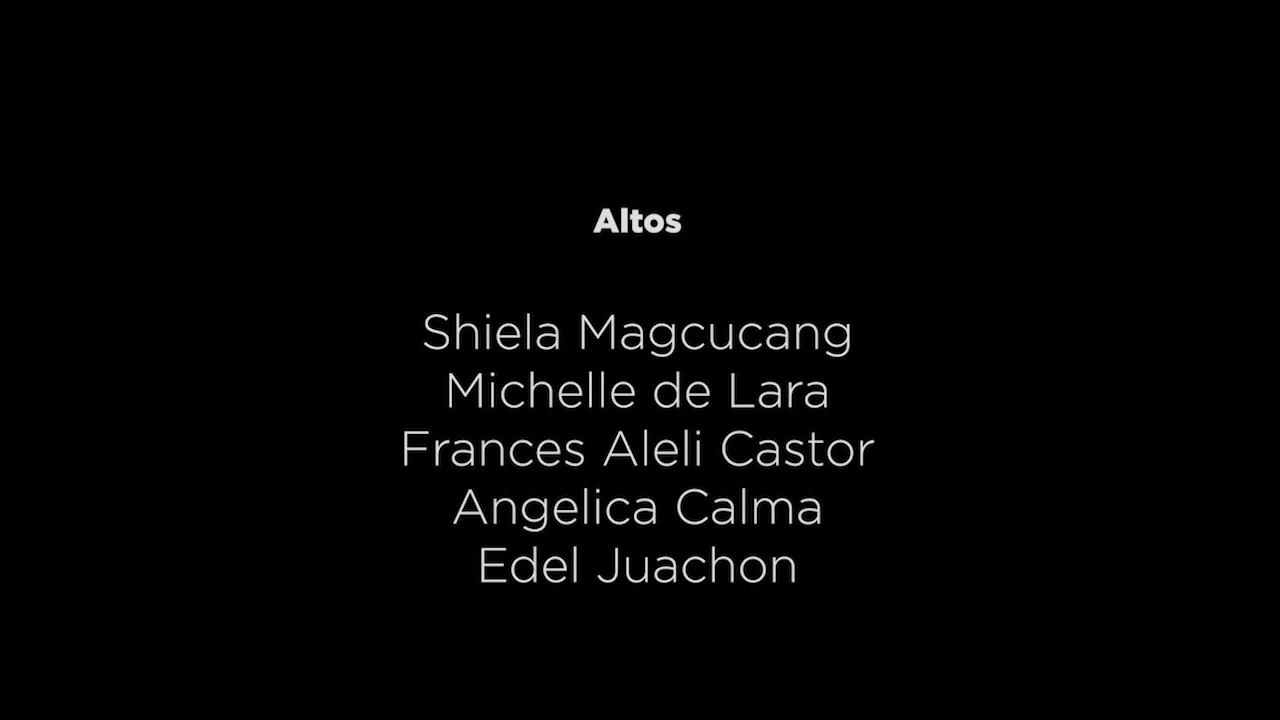 Altos
Shiela Magcucang
Michelle de Lara
Frances Aleli Castor
Angelica Calma
Edel Juachon